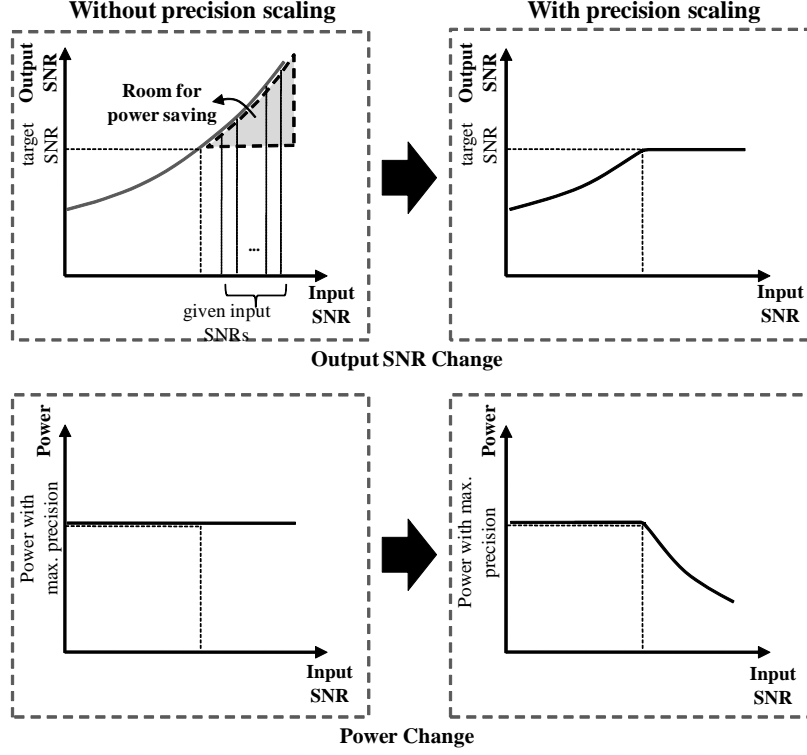 Without precision scaling
With precision scaling
Output
SNR
target
SNR
Room for
power saving
...
Input
SNR
given input
SNRs
Output
SNR
target
SNR
Input
SNR
Output SNR Change
Power
Power with
max. precision
Input
SNR
Power
Power with max.
precision
Input
SNR
Power Change